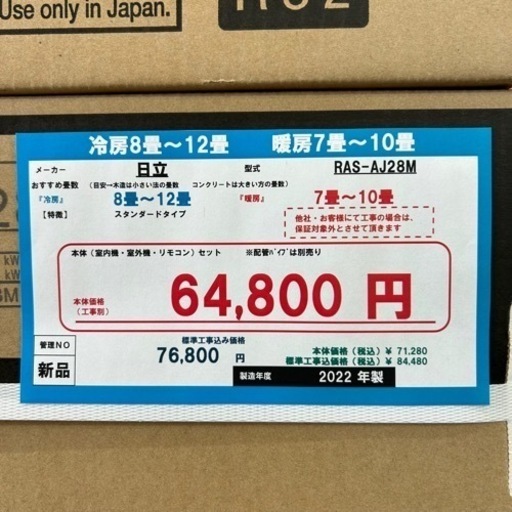 Use only in Japan.
R32
冷房8畳～12畳 暖房7畳～10畳
メーカー 日立 型式 RAS-AJ28M
おすすめ畳数 (目安→木造は小さい法の畳数 コンクリートは大きい方の畳数)
『冷房』 8畳～12畳 『暖房』 7畳～10畳
【特徴】 スタンダードタイプ
他社・お客様にて工事の場合は、
保証対象外とさせて頂きます
本体（室内機・室外機・リモコン）セット ※配管ﾊﾟｲﾌﾟは別売り
本体価格
（工事別）
64,800 円
管理NO
新品
標準工事込み価格
76,800 円
本体価格（税込）￥ 71,280
標準工事込み価格（税込）￥ 84,480
製造年度 2022 年製
kW
kW
8M